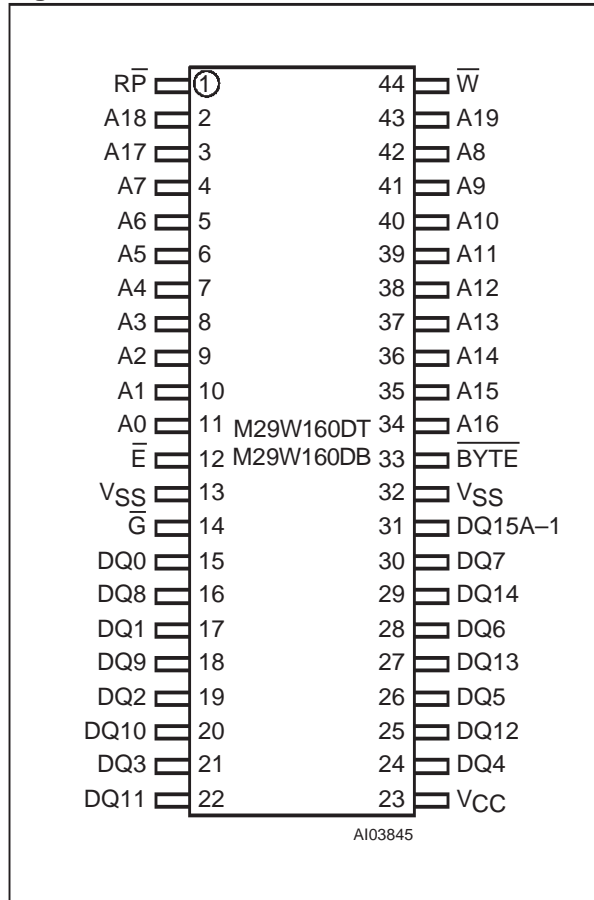 RP̅ 1 44 W̅
A18 2 43 A19
A17 3 42 A8
A7 4 41 A9
A6 5 40 A10
A5 6 39 A11
A4 7 38 A12
A3 8 37 A13
A2 9 36 A14
A1 10 35 A15
A0 11 M29W160DT 34 A16
E̅ 12 M29W160DB 33 B̅Y̅T̅E̅
VSS 13 32 VSS
G̅ 14 31 DQ15A–1
DQ0 15 30 DQ7
DQ8 16 29 DQ14
DQ1 17 28 DQ6
DQ9 18 27 DQ13
DQ2 19 26 DQ5
DQ10 20 25 DQ12
DQ3 21 24 DQ4
DQ11 22 23 VCC
AI03845